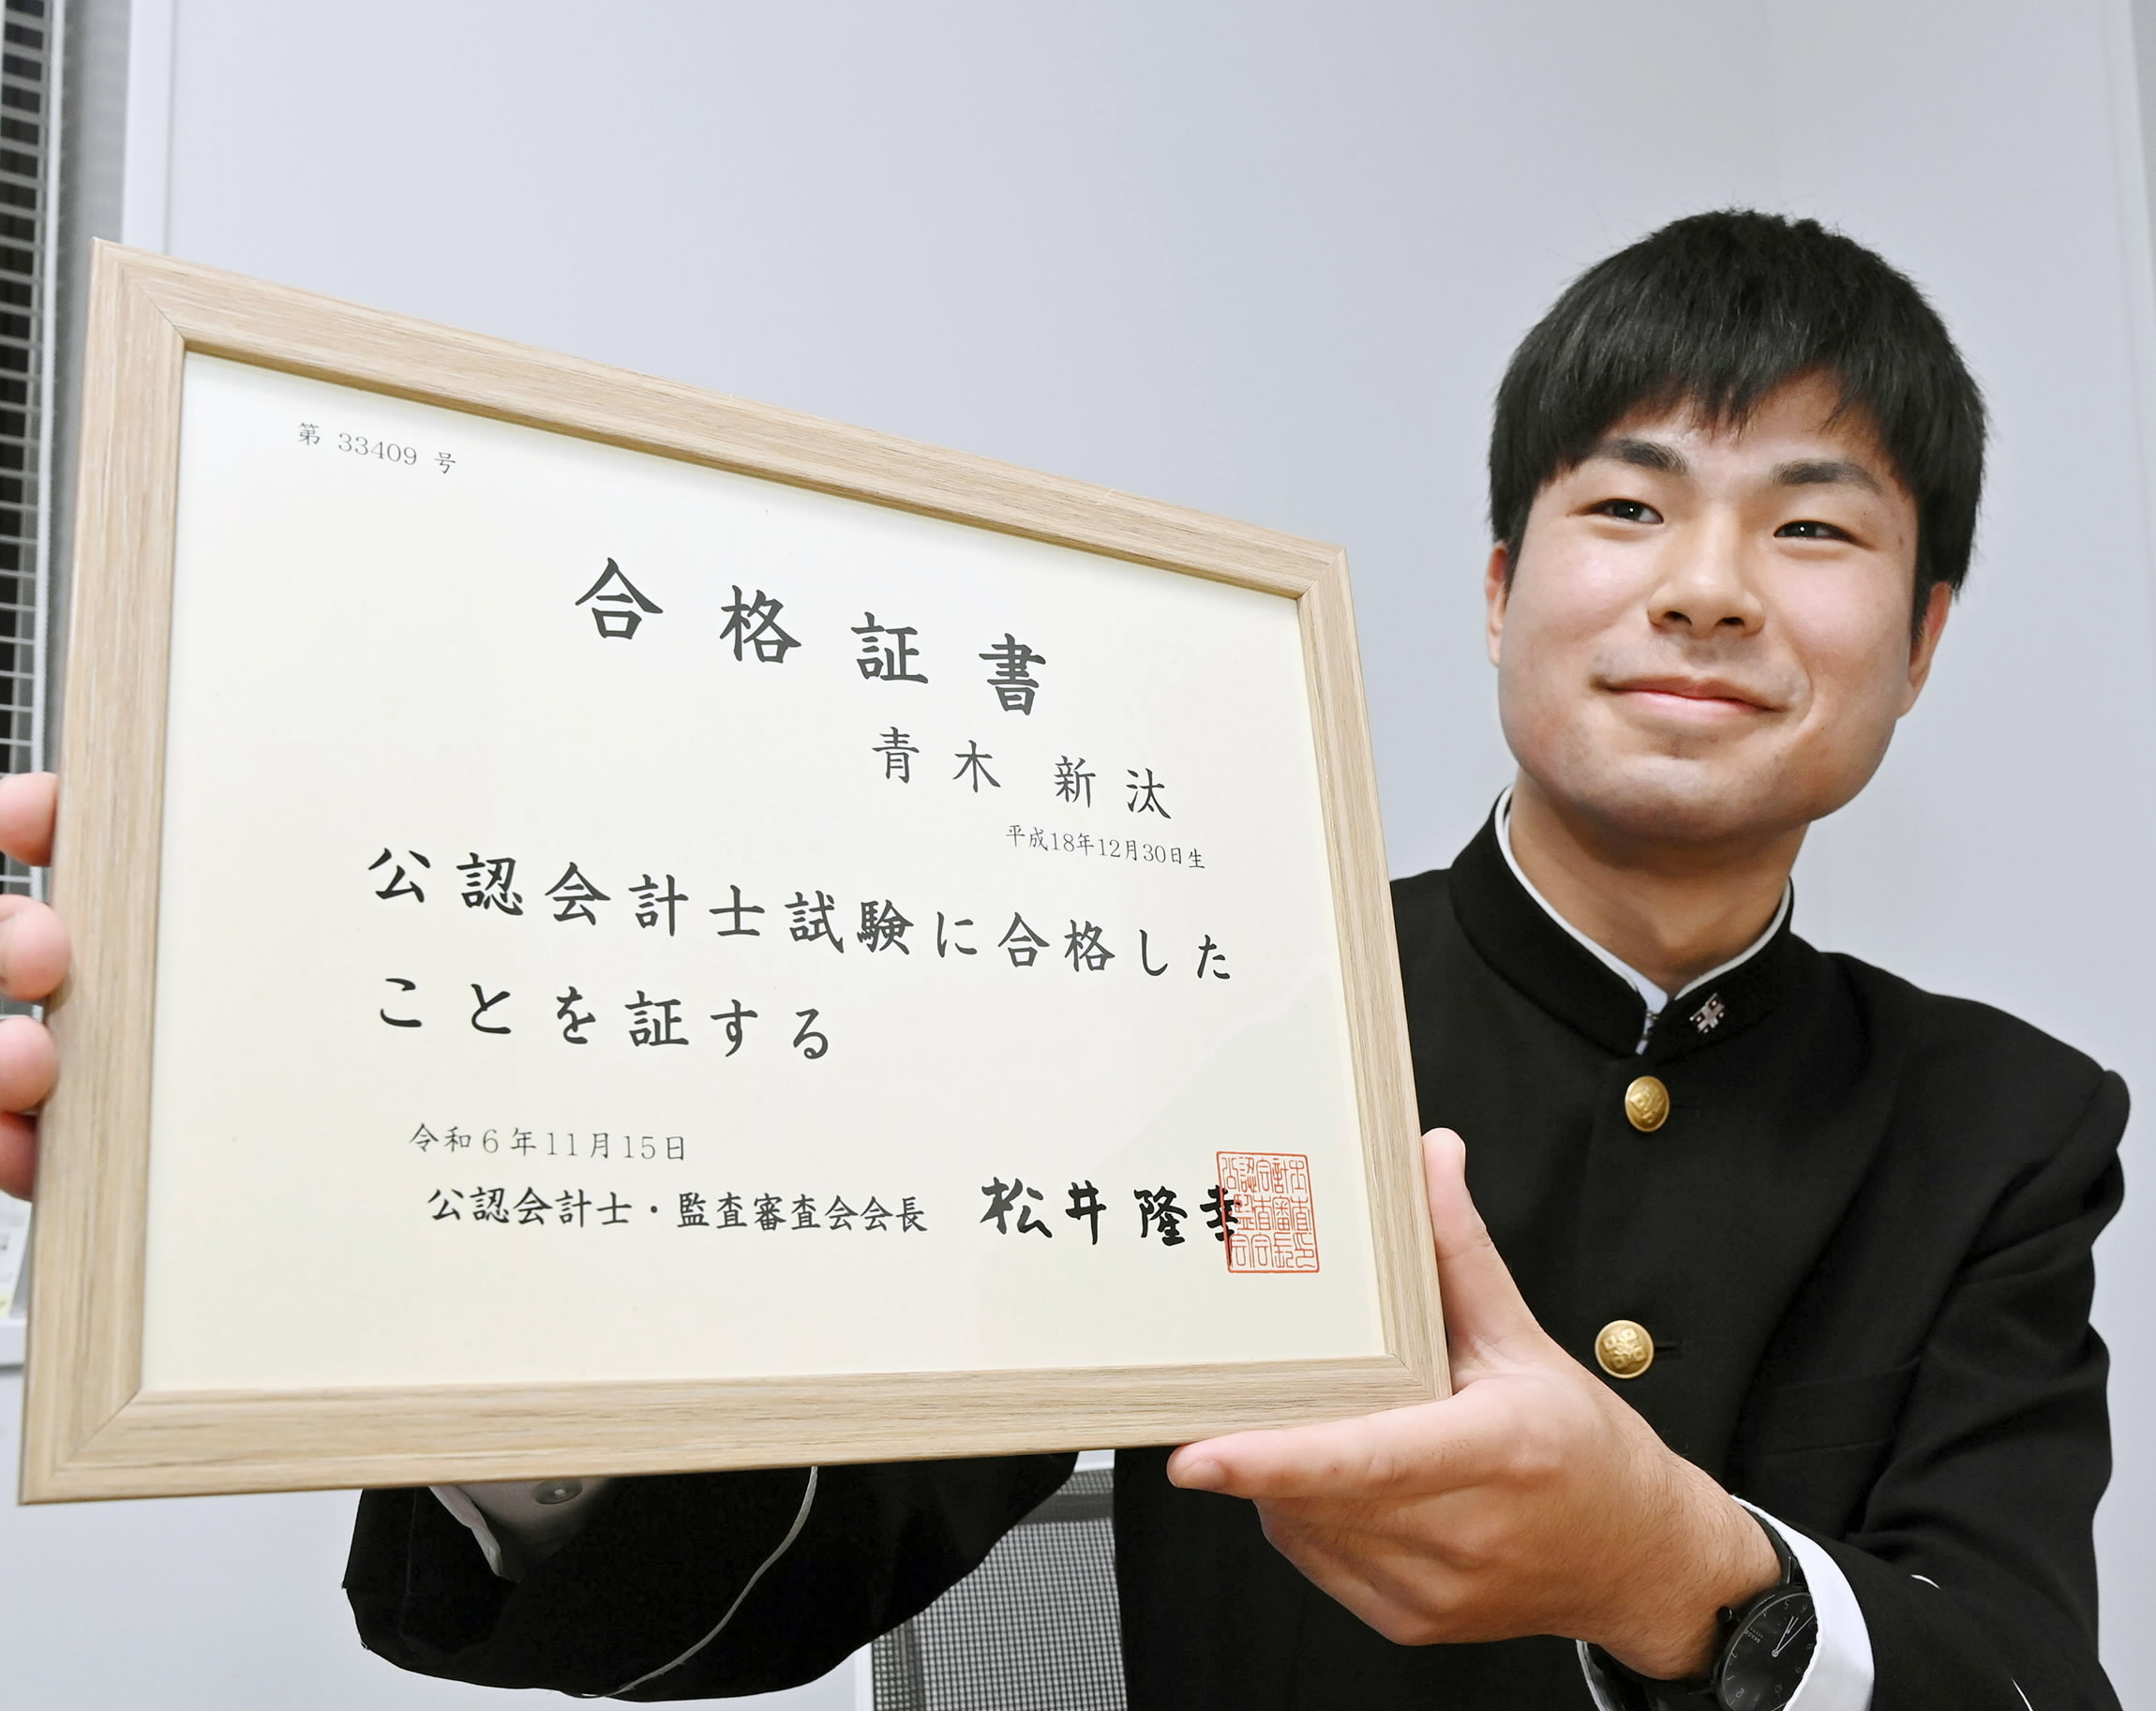 第 33409 号
合格証書
青木 新汰
平成18年12月30日生
公認会計士試験に合格した
ことを証する
令和6年11月15日
公認会計士・監査審査会会長 松井隆幸